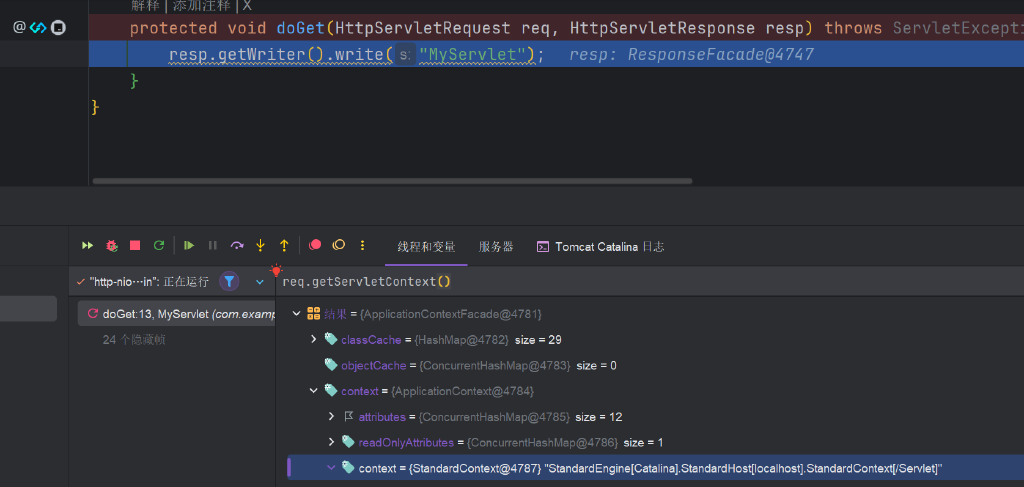 解释 | 添加注释 | X
@ protected void doGet(HttpServletRequest req, HttpServletResponse resp) throws ServletExcepti
resp.getWriter().write( s: "MyServlet"); resp: ResponseFacade@4747
}
}
线程和变量 服务器 Tomcat Catalina 日志
"http-nio…in": 正在运行 req.getServletContext()
doGet:13, MyServlet (com.examp
24 个隐藏帧
结果 = {ApplicationContextFacade@4781}
classCache = {HashMap@4782} size = 29
objectCache = {ConcurrentHashMap@4783} size = 0
context = {ApplicationContext@4784}
attributes = {ConcurrentHashMap@4785} size = 12
readOnlyAttributes = {ConcurrentHashMap@4786} size = 1
context = {StandardContext@4787} "StandardEngine[Catalina].StandardHost[localhost].StandardContext[/Servlet]"